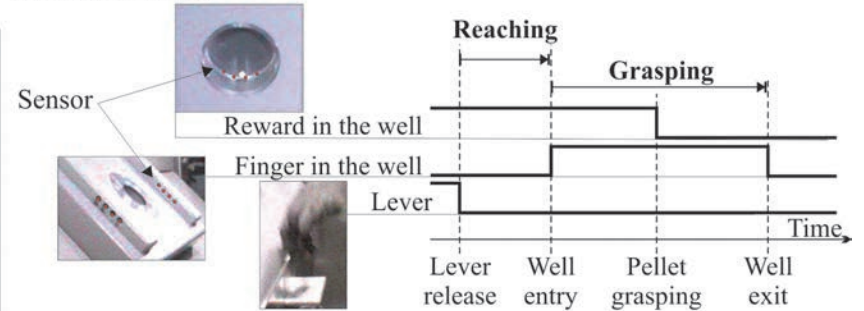 Reaching
Grasping
Sensor
Reward in the well
Finger in the well
Lever
Time
Lever release
Well entry
Pellet grasping
Well exit